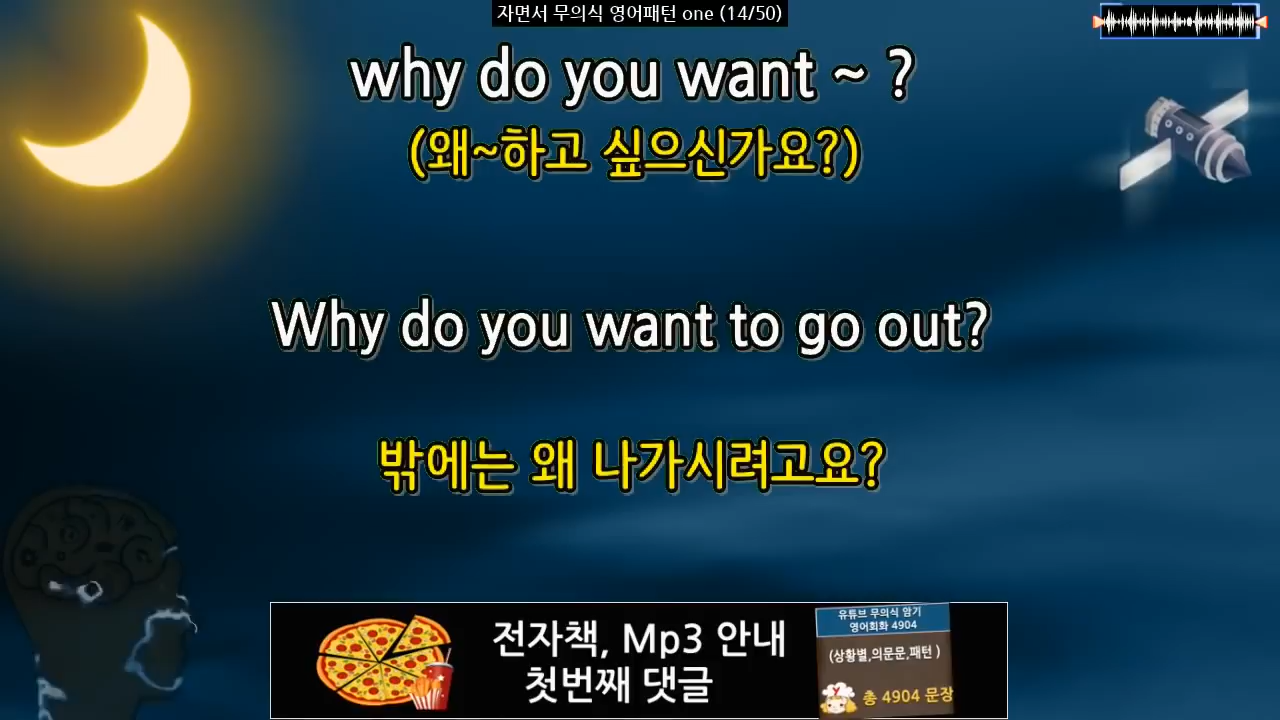 자면서 무의식 영어패턴 one (14/50)
why do you want ~ ?
(왜~하고 싶으신가요?)
Why do you want to go out?
밖에는 왜 나가시려고요?
전자책, Mp3 안내
첫번째 댓글
유튜브 무의식 암기
영어회화 4904
(상황별,의문문,패턴 )
총 4904 문장